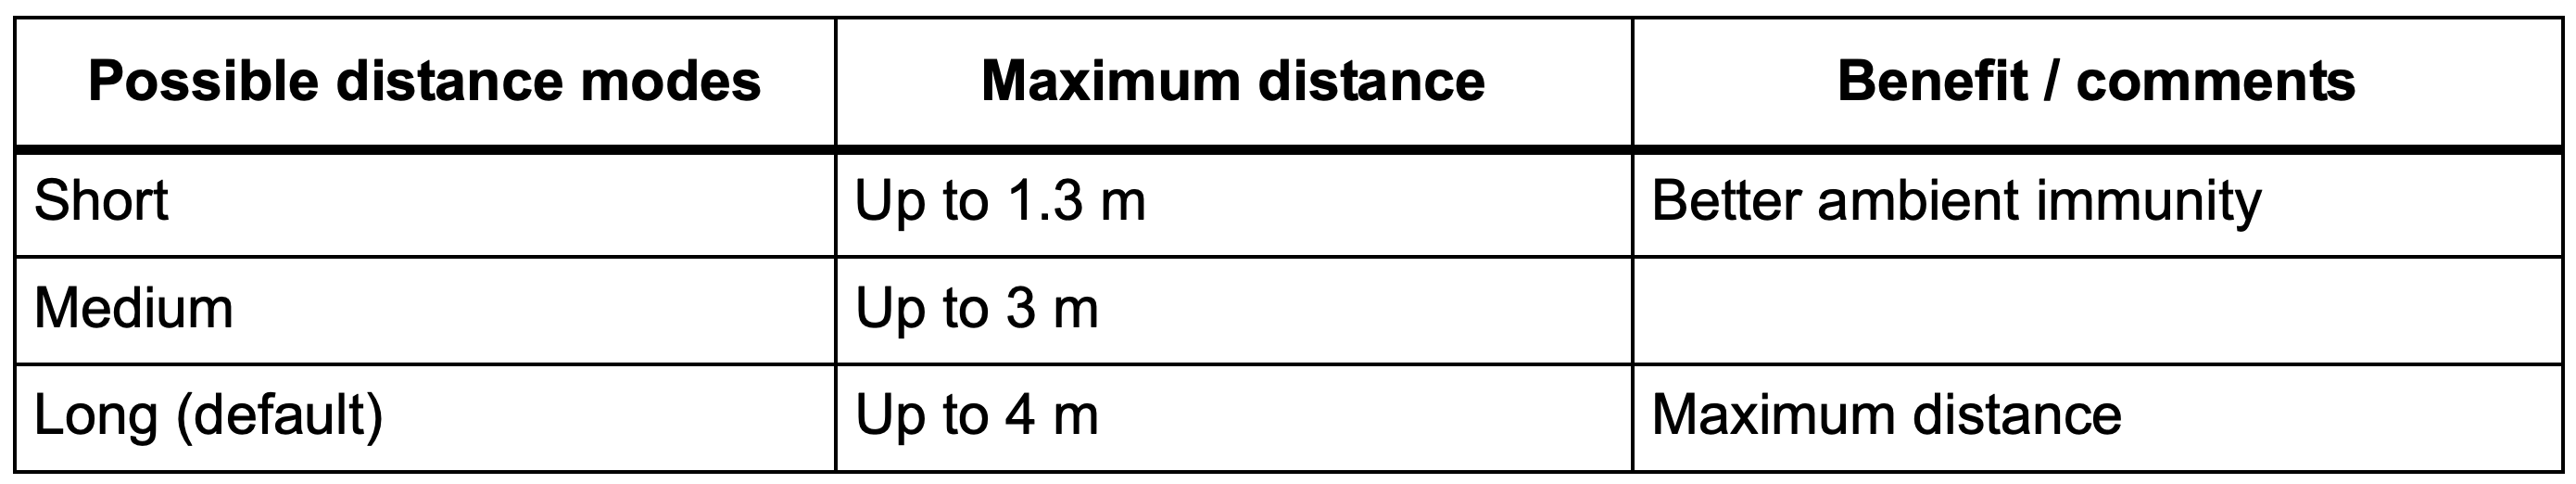 Possible distance modes Maximum distance Benefit / comments
Short Up to 1.3 m Better ambient immunity
Medium Up to 3 m
Long (default) Up to 4 m Maximum distance